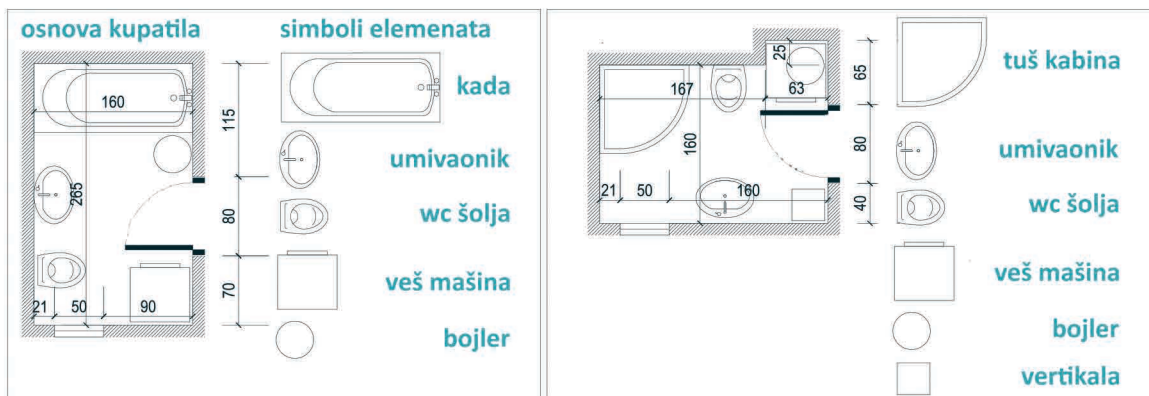 osnova kupatila
simboli elemenata
160
115
265
80
70
21
50
90
kada
umivaonik
wc šolja
veš mašina
bojler
25
65
167
63
160
80
21
50
160
40
tuš kabina
umivaonik
wc šolja
veš mašina
bojler
vertikala